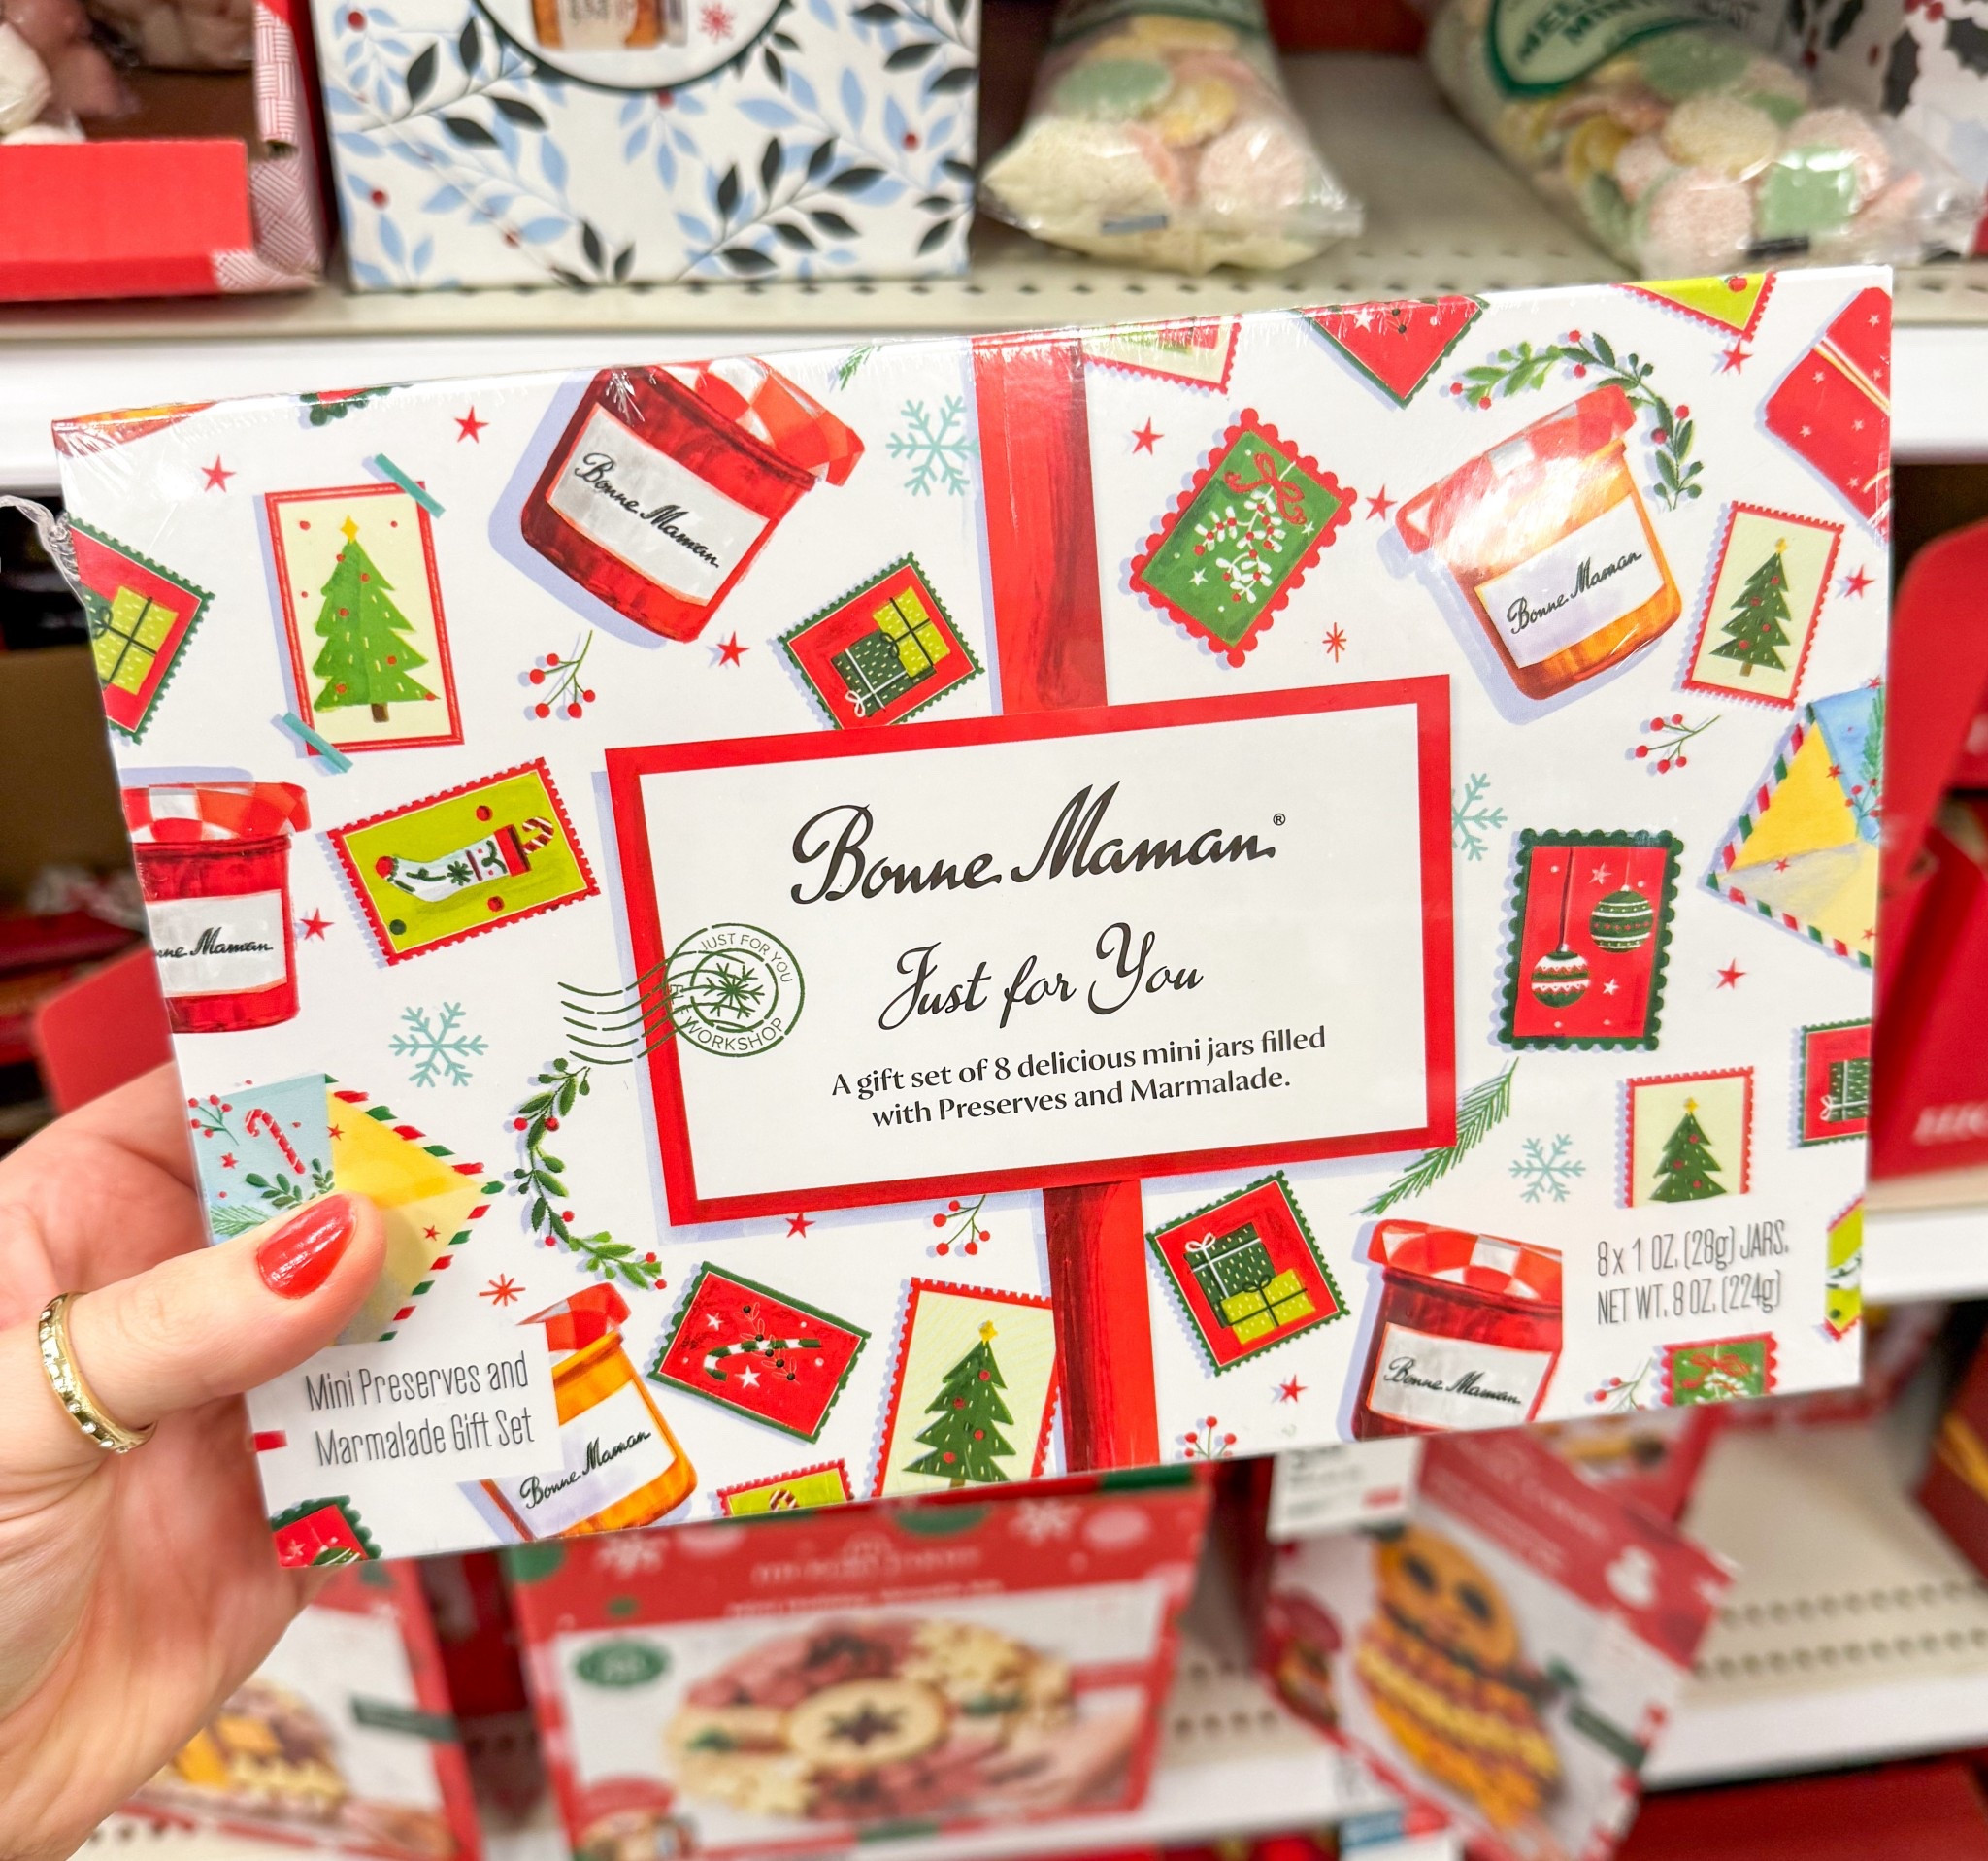 Bonne Maman
Bonne Maman
ne Maman
Bonne Maman.®
JUST FOR YOU
WORKSHOP
Just for You
A gift set of 8 delicious mini jars filled
with Preserves and Marmalade.
8 x 1 OZ. (28g) JARS.
NET WT. 8 OZ. (224g)
Bonne Maman
Mini Preserves and
Marmalade Gift Set
Bonne Maman